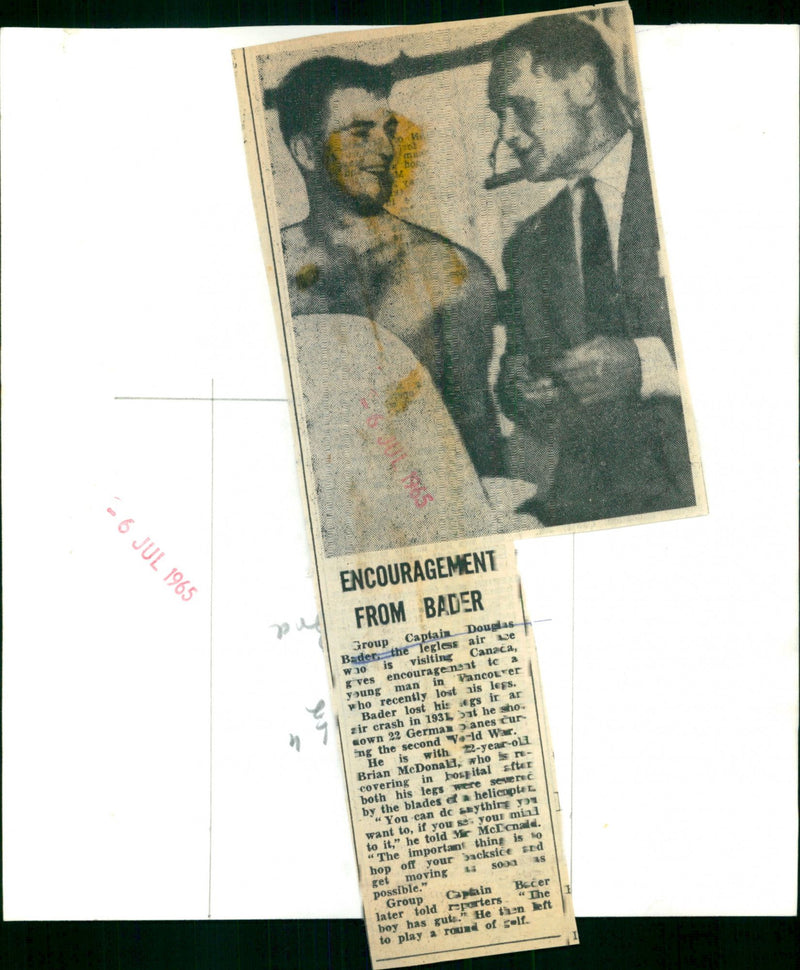 - 6 JUL 1965
- 6 JUL 1965
ENCOURAGEMENT
FROM BADER
Group Captain Douglas
Bader, the legless air ace
who is visiting Canada,
gives encouragement to a
young man in Vancouver
who recently lost his legs.
Bader lost his legs in an
air crash in 1931, but he shot
down 22 German planes dur-
ing the second World War.
He is with 22-year-old
Brian McDonald, who is re-
covering in hospital after
both his legs were severed
by the blades of a helicopter.
"You can do anything you
want to, if you set your mind
to it," he told Mr McDonald.
"The important thing is to
hop off your backside and
get moving as soon as
possible."
Group Captain Bader
later told reporters "The
boy has guts." He then left
to play a round of golf.